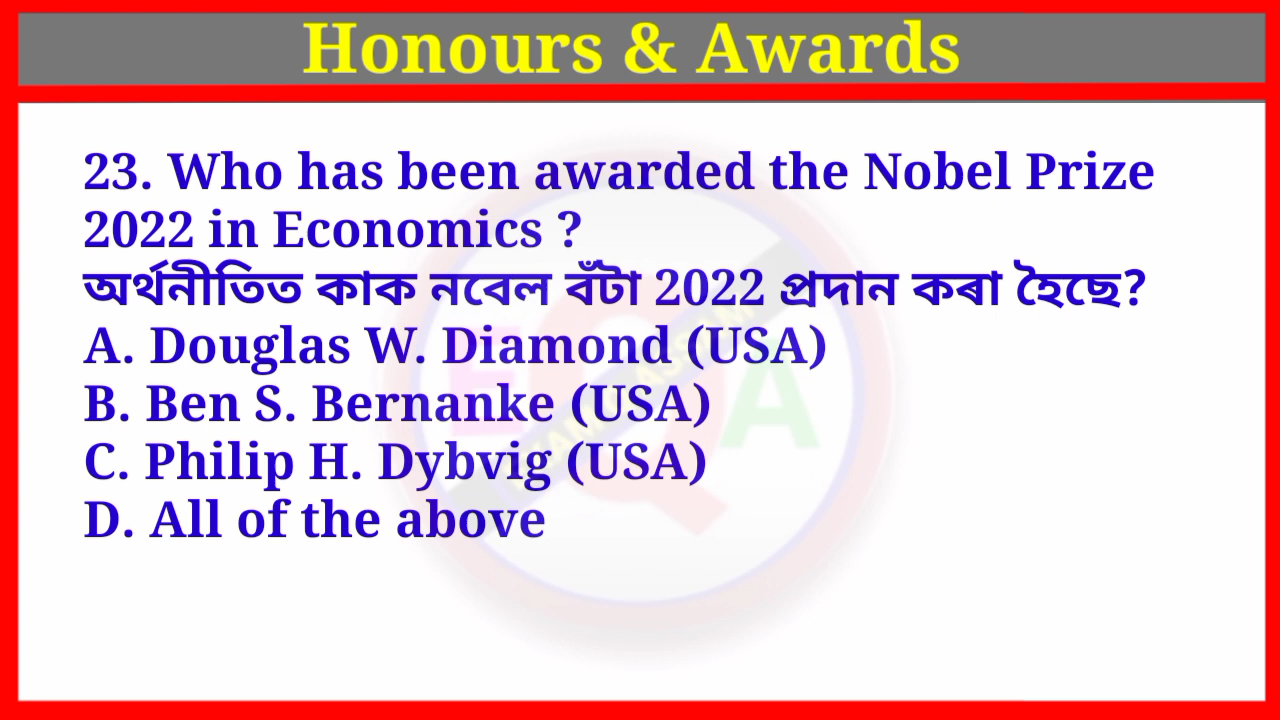 Honours & Awards
23. Who has been awarded the Nobel Prize
2022 in Economics ?
অৰ্থনীতিত কাক নবেল বঁটা 2022 প্ৰদান কৰা হৈছে?
A. Douglas W. Diamond (USA)
B. Ben S. Bernanke (USA)
C. Philip H. Dybvig (USA)
D. All of the above
EQA